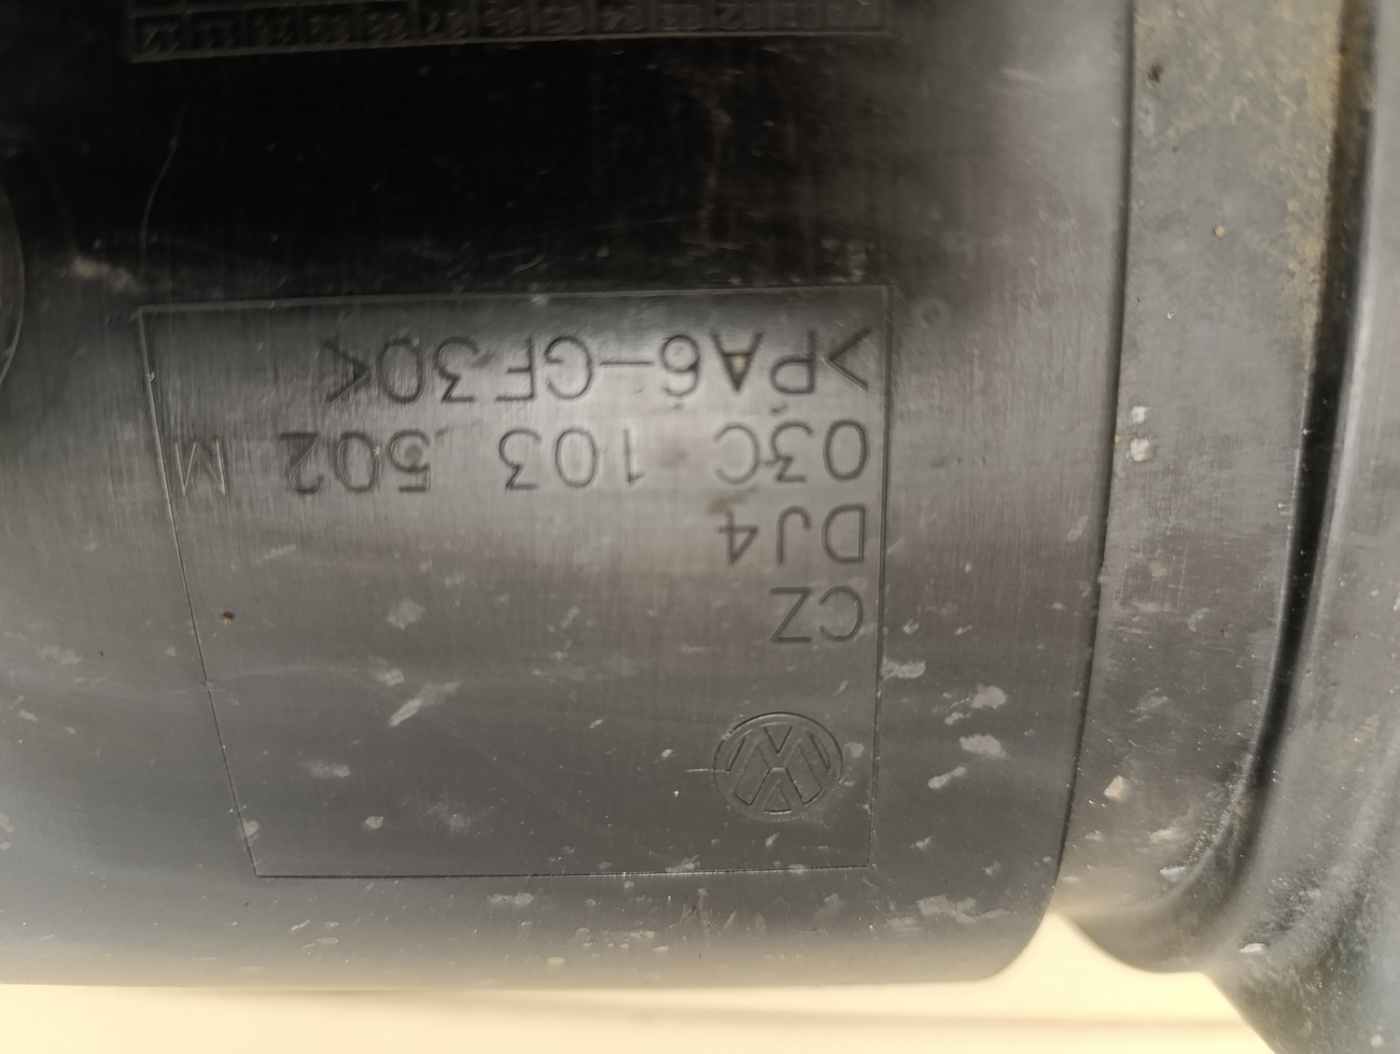 >PA6-GF30<
03C 103 502 M
DJ4
CZ